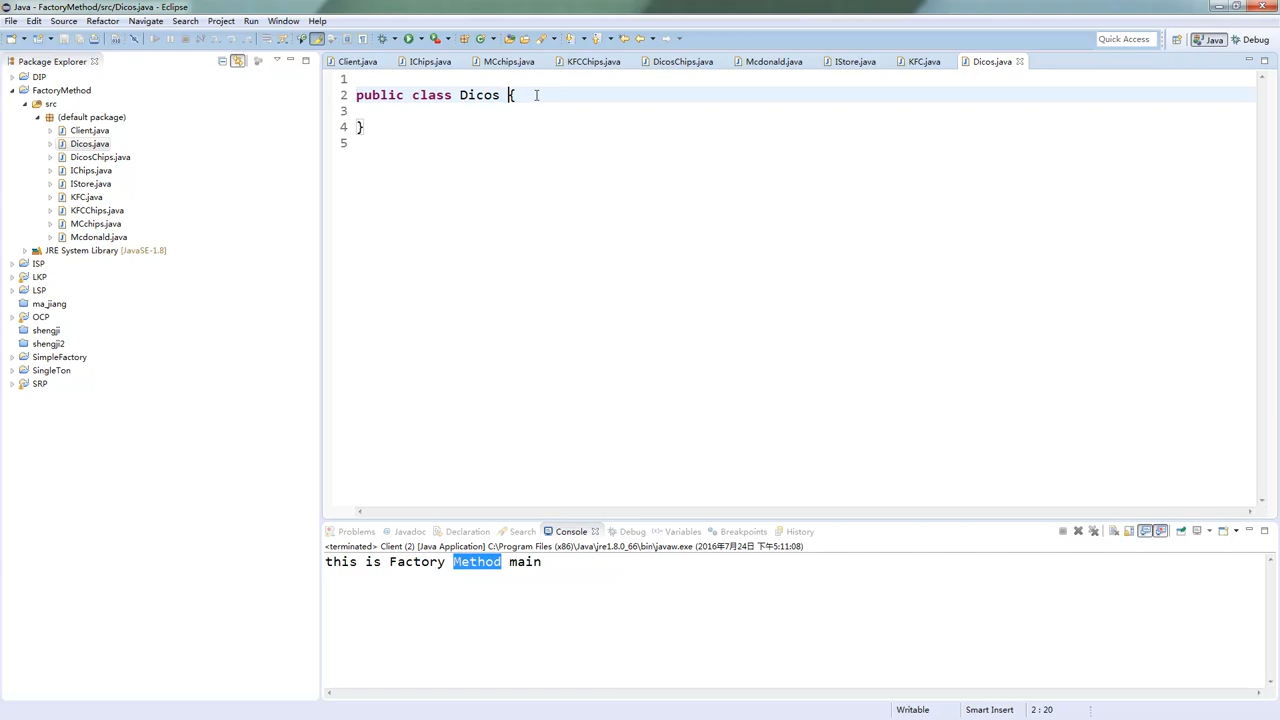 Java - FactoryMethod/src/Dicos.java - Eclipse
File Edit Source Refactor Navigate Search Project Run Window Help
Quick Access Java Debug
Package Explorer
DIP
FactoryMethod
src
(default package)
Client.java
Dicos.java
DicosChips.java
IChips.java
IStore.java
KFC.java
KFCChips.java
MCchips.java
Mcdonald.java
JRE System Library [JavaSE-1.8]
ISP
LKP
LSP
ma_jiang
OCP
shengji
shengji2
SimpleFactory
SingleTon
SRP
Client.java IChips.java MCchips.java KFCChips.java DicosChips.java Mcdonald.java IStore.java KFC.java Dicos.java
1
2 public class Dicos {
3
4 }
5
Problems Javadoc Declaration Search Console Debug Variables Breakpoints History
<terminated> Client (2) [Java Application] C:\Program Files (x86)\Java\jre1.8.0_66\bin\javaw.exe (2016年7月24日 下午5:11:08)
this is Factory Method main
Writable Smart Insert 2 : 20